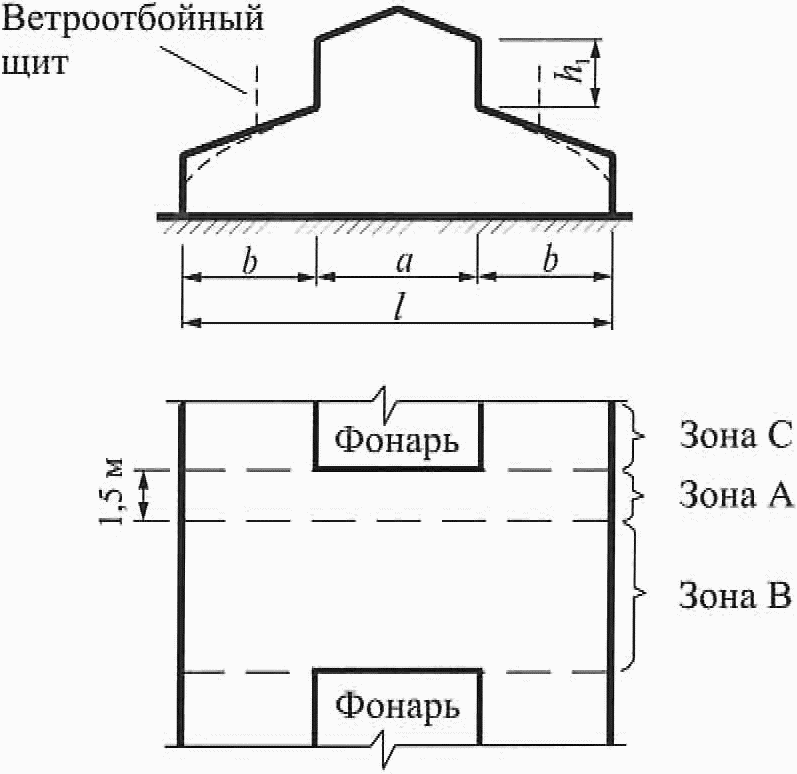 Ветроотбойный
щит
h₁
b
a
b
l
Фонарь
Зона С
1,5 м
Зона А
Зона В
Фонарь